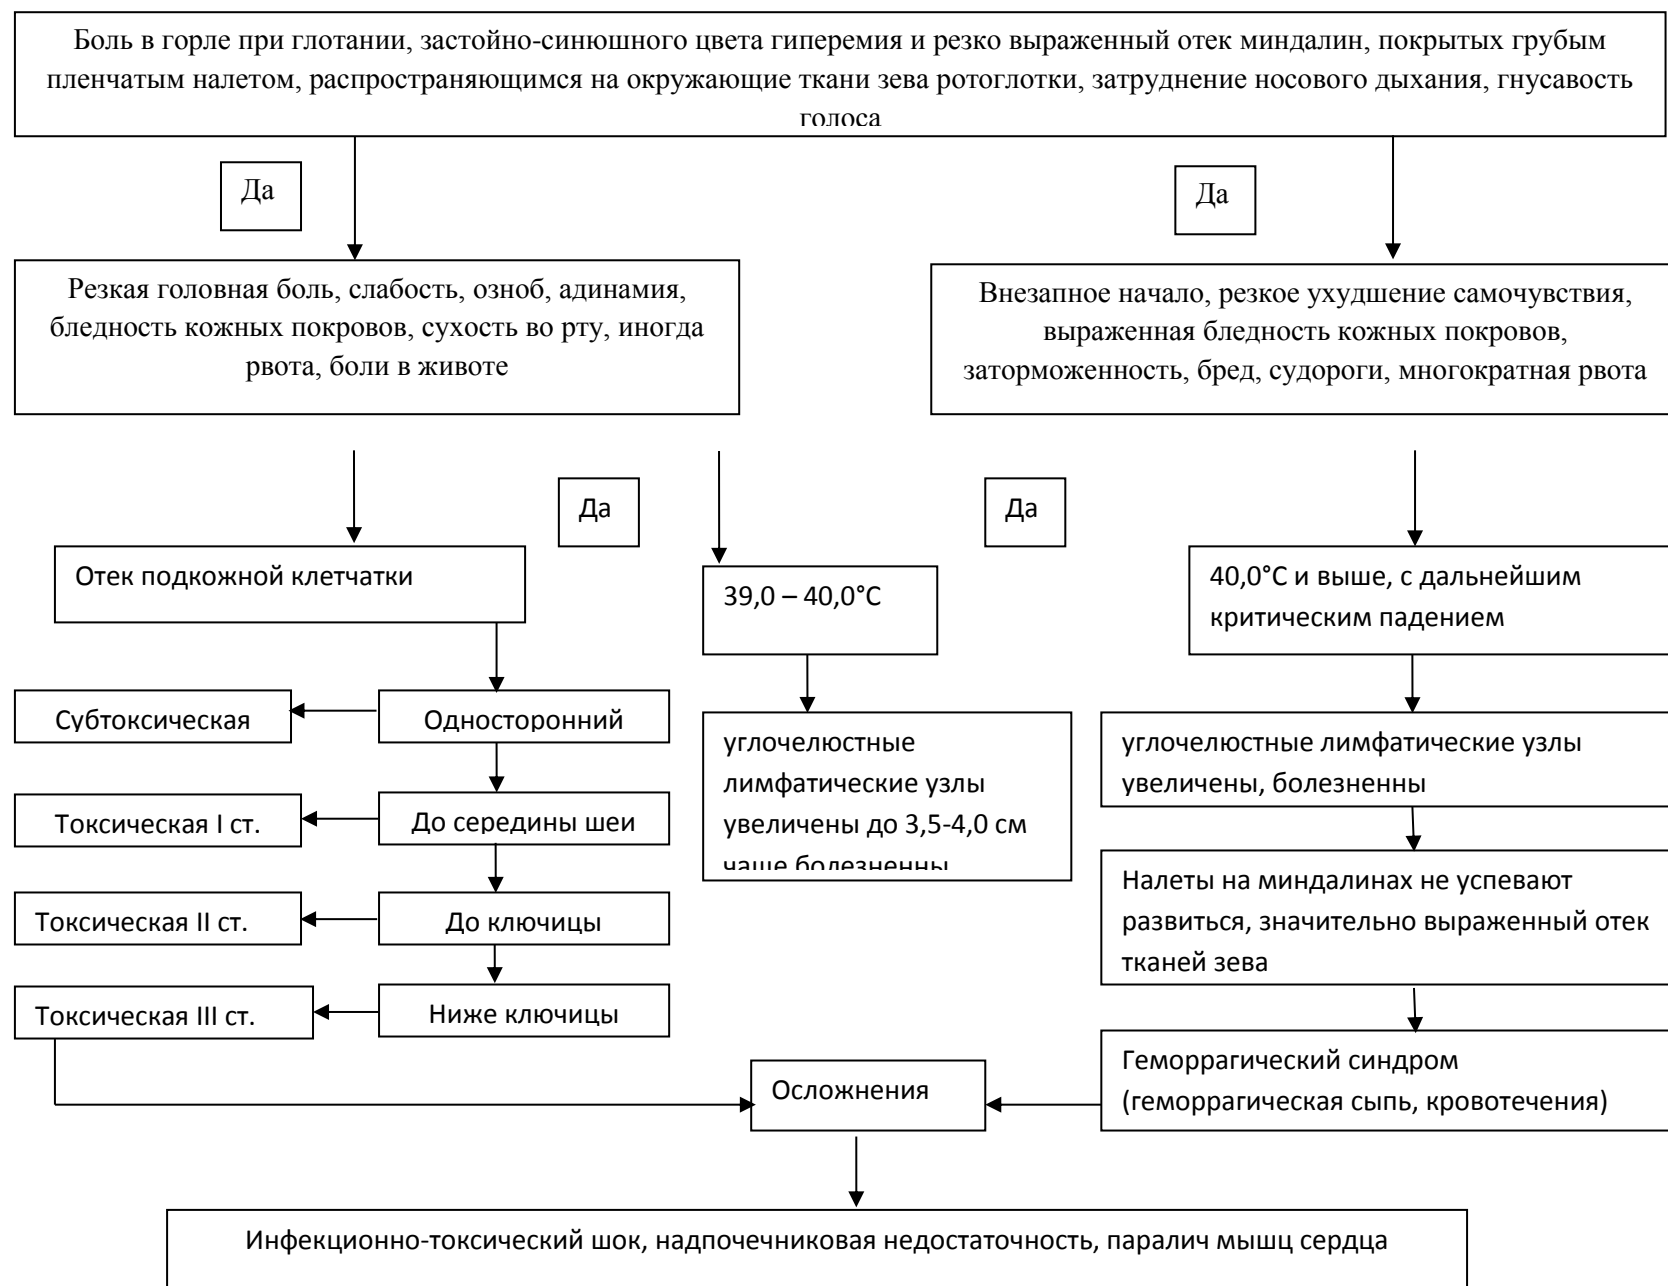 Боль в горле при глотании, застойно-синюшного цвета гиперемия и резко выраженный отек миндалин, покрытых грубым
пленчатым налетом, распространяющимся на окружающие ткани зева ротоглотки, затруднение носового дыхания, гнусавость
голоса
Да
Да
Резкая головная боль, слабость, озноб, адинамия,
бледность кожных покровов, сухость во рту, иногда
рвота, боли в животе
Внезапное начало, резкое ухудшение самочувствия,
выраженная бледность кожных покровов,
заторможенность, бред, судороги, многократная рвота
Да
Да
Отек подкожной клетчатки
39,0 – 40,0°С
40,0°С и выше, с дальнейшим
критическим падением
Субтоксическая
Односторонний
Токсическая I ст.
До середины шеи
Токсическая II ст.
До ключицы
Токсическая III ст.
Ниже ключицы
углочелюстные
лимфатические узлы
увеличены до 3,5-4,0 см
чаще болезненны
углочелюстные лимфатические узлы
увеличены, болезненны
Налеты на миндалинах не успевают
развиться, значительно выраженный отек
тканей зева
Геморрагический синдром
(геморрагическая сыпь, кровотечения)
Осложнения
Инфекционно-токсический шок, надпочечниковая недостаточность, паралич мышц сердца